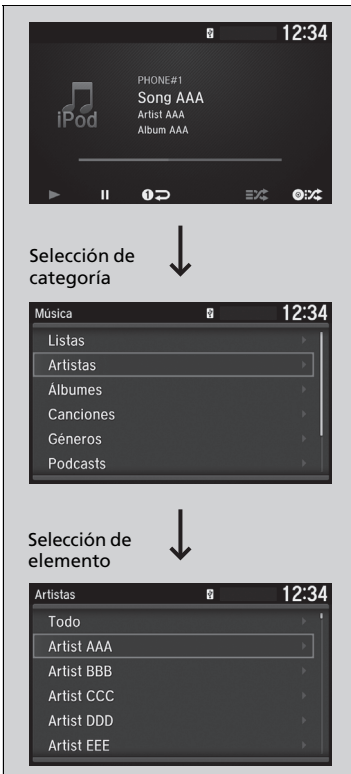 12:34
PHONE#1
Song AAA
Artist AAA
Album AAA
iPod
1
Selección de
categoría
Música 12:34
Listas
Artistas
Álbumes
Canciones
Géneros
Podcasts
Selección de
elemento
Artistas 12:34
Todo
Artist AAA
Artist BBB
Artist CCC
Artist DDD
Artist EEE